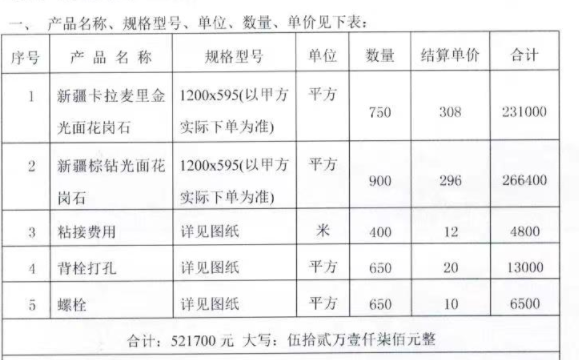 一、 产品名称、规格型号、单位、数量、单价见下表:
序号 产 品 名 称 规格型号 单位 数量 结算单价 合计
1 新疆卡拉麦里金光面花岗石 1200x595(以甲方实际下单为准) 平方 750 308 231000
2 新疆棕钻光面花岗石 1200x595(以甲方实际下单为准) 平方 900 296 266400
3 粘接费用 详见图纸 米 400 12 4800
4 背栓打孔 详见图纸 平方 650 20 13000
5 螺栓 详见图纸 平方 650 10 6500
合计: 521700 元 大写: 伍拾贰万壹仟柒佰元整